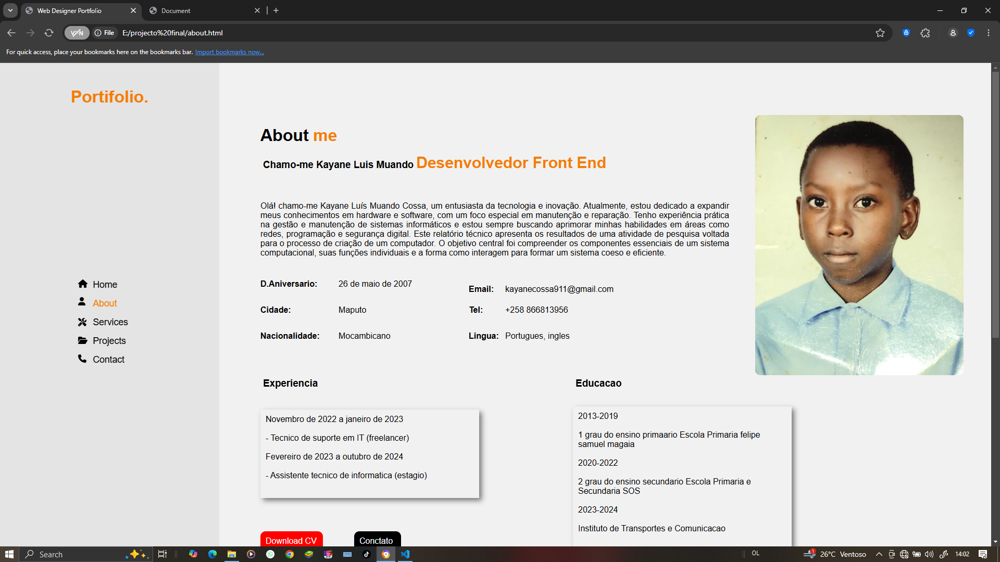 Web Designer Portfolio
Document
VPN
File
E:/projecto%20final/about.html
For quick access, place your bookmarks here on the bookmarks bar. Import bookmarks now...
Portifolio.
Home
About
Services
Projects
Contact
About me
Chamo-me Kayane Luis Muando Desenvolvedor Front End
Olá! chamo-me Kayane Luís Muando Cossa, um entusiasta da tecnologia e inovação. Atualmente, estou dedicado a expandir
meus conhecimentos em hardware e software, com um foco especial em manutenção e reparação. Tenho experiência prática
na gestão e manutenção de sistemas informáticos e estou sempre buscando aprimorar minhas habilidades em áreas como
redes, programação e segurança digital. Este relatório técnico apresenta os resultados de uma atividade de pesquisa voltada
para o processo de criação de um computador. O objetivo central foi compreender os componentes essenciais de um sistema
computacional, suas funções individuais e a forma como interagem para formar um sistema coeso e eficiente.
D.Aniversario: 26 de maio de 2007
Email: kayanecossa911@gmail.com
Cidade: Maputo
Tel: +258 866813956
Nacionalidade: Mocambicano
Lingua: Portugues, ingles
Experiencia
Novembro de 2022 a janeiro de 2023
- Tecnico de suporte em IT (freelancer)
Fevereiro de 2023 a outubro de 2024
- Assistente tecnico de informatica (estagio)
Educacao
2013-2019
1 grau do ensino primaario Escola Primaria felipe
samuel magaia
2020-2022
2 grau do ensino secundario Escola Primaria e
Secundaria SOS
2023-2024
Instituto de Transportes e Comunicacao
Download CV
Conctato
Search
OL
1
26°C Ventoso
14:02